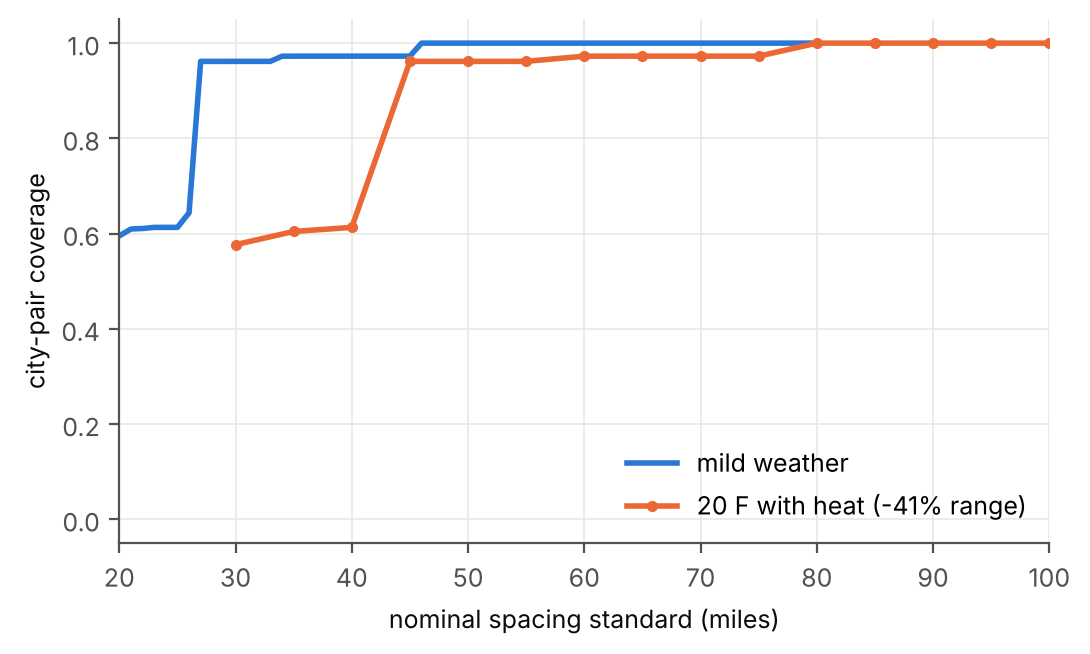 1.0
0.8
0.6
0.4
0.2
0.0
city-pair coverage
mild weather
20 F with heat (-41% range)
20 30 40 50 60 70 80 90 100
nominal spacing standard (miles)